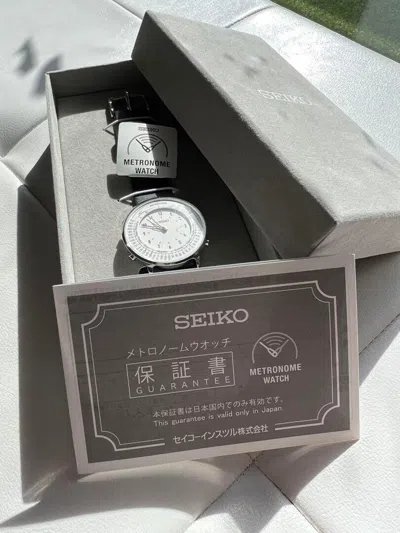 SEIKO
SEIKO
METRONOME
WATCH
SEIKO
メトロノームウオッチ
保証書
GUARANTEE
METRONOME
WATCH
本保証書は日本国内でのみ有効です。
This guarantee is valid only in Japan.
セイコーインスツル株式会社